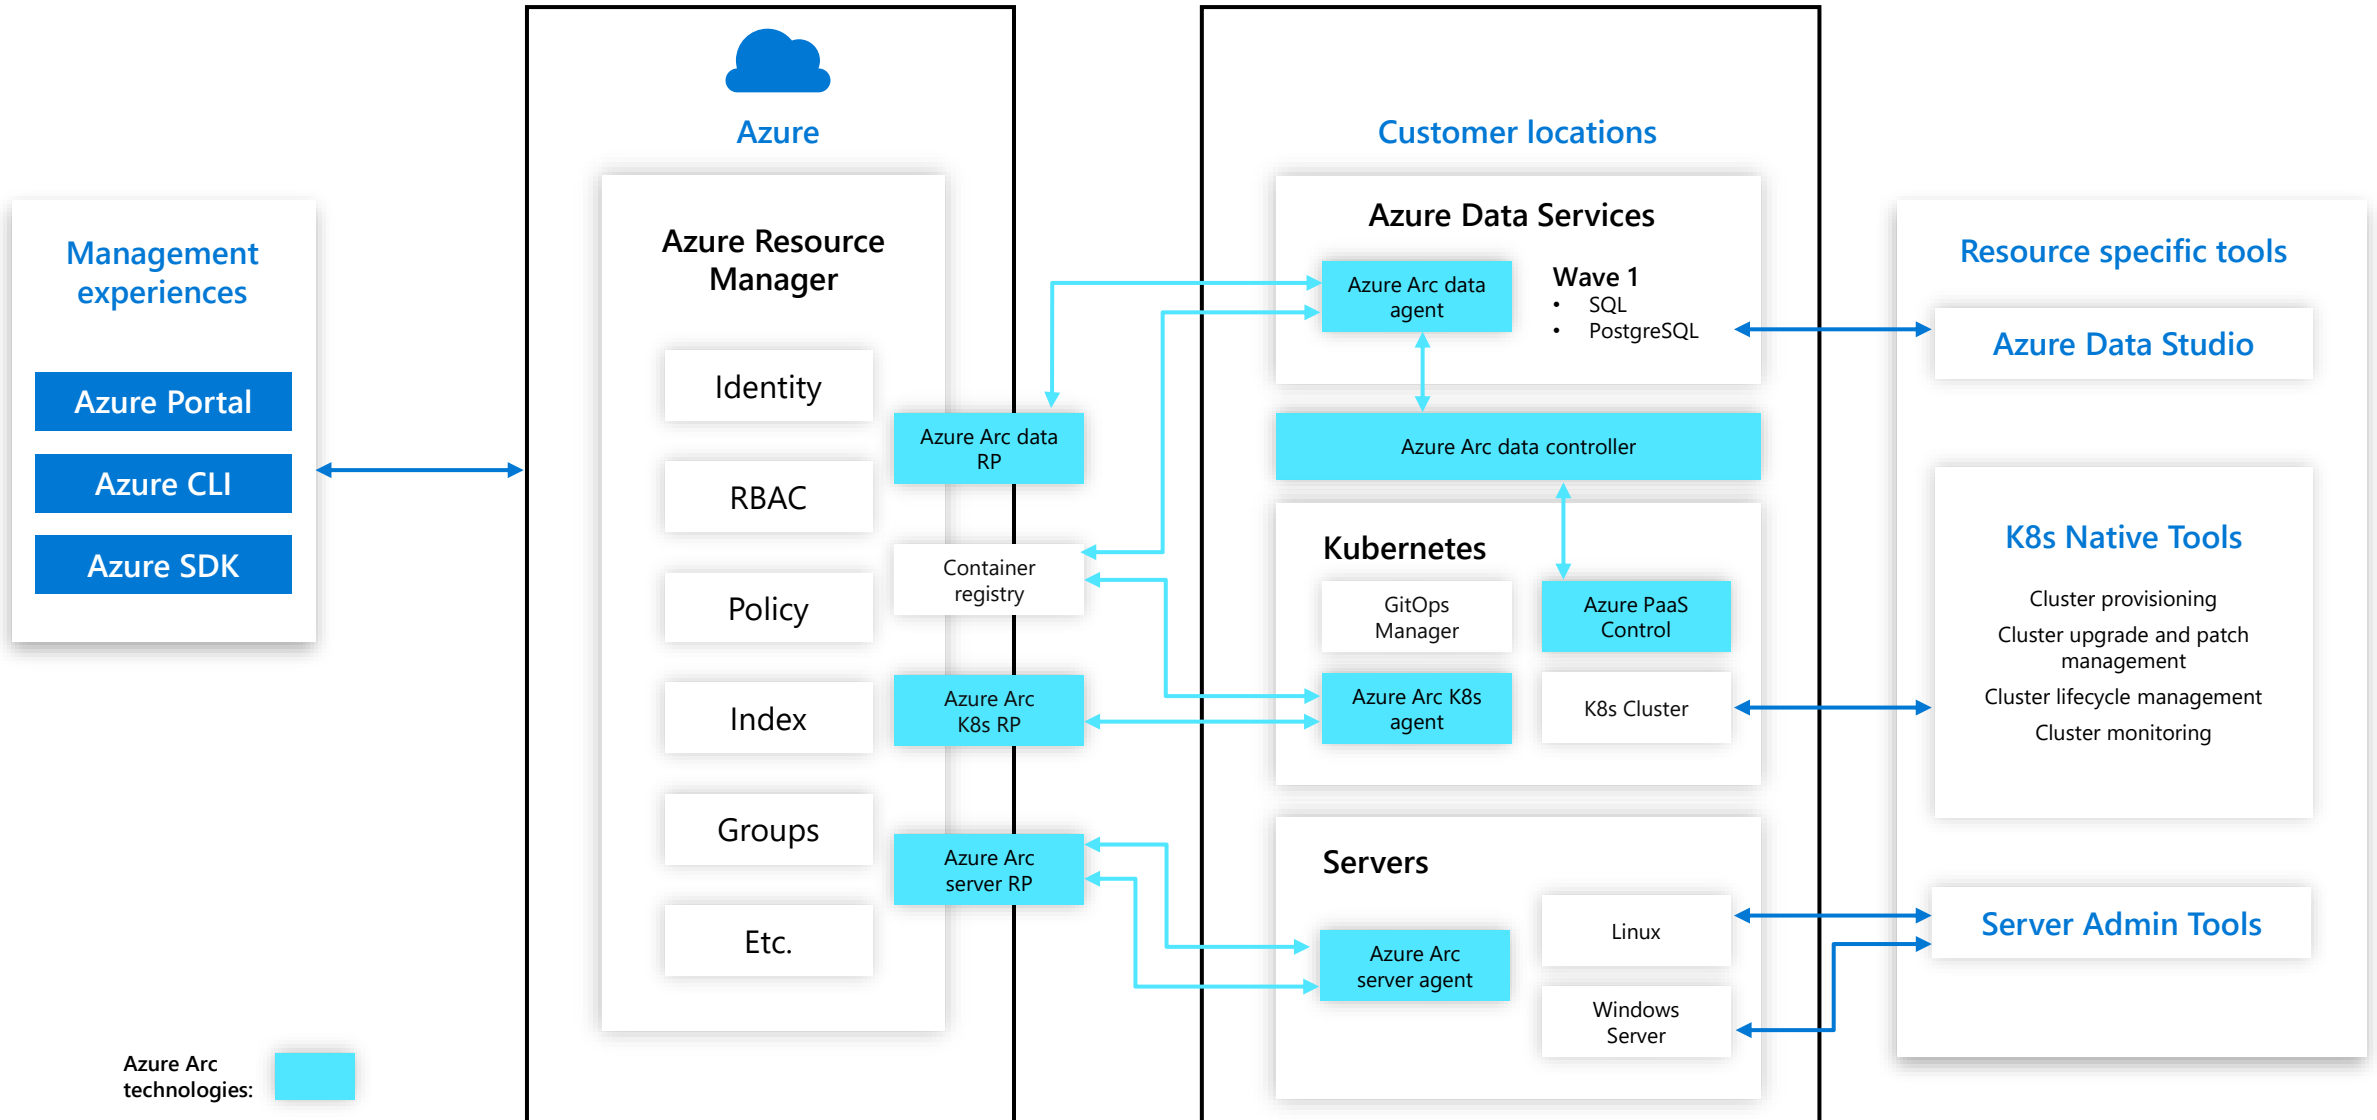 Management
experiences
Azure Portal
Azure CLI
Azure SDK
Azure Arc
technologies:
Azure
Azure Resource
Manager
Identity
RBAC
Policy
Index
Groups
Etc.
Azure Arc data
RP
Container
registry
Azure Arc
K8s RP
Azure Arc
server RP
Customer locations
Azure Data Services
Azure Arc data
agent
Wave 1
• SQL
• PostgreSQL
Azure Arc data controller
Kubernetes
GitOps
Manager
Azure PaaS
Control
Azure Arc K8s
agent
K8s Cluster
Servers
Azure Arc
server agent
Linux
Windows
Server
Resource specific tools
Azure Data Studio
K8s Native Tools
Cluster provisioning
Cluster upgrade and patch
management
Cluster lifecycle management
Cluster monitoring
Server Admin Tools